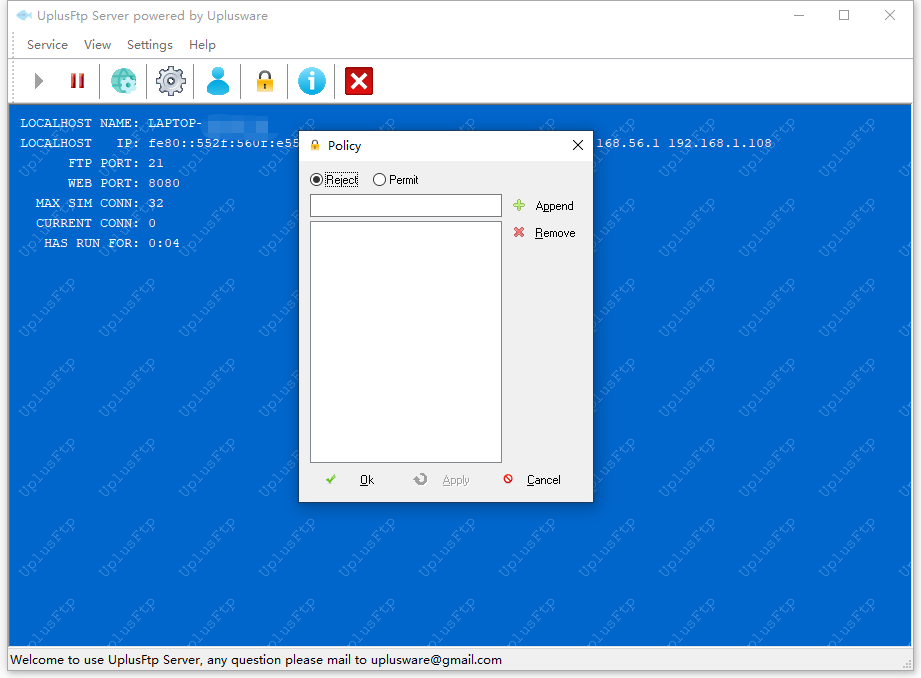 UplusFtp Server powered by Uplusware
Service View Settings Help
LOCALHOST NAME: LAPTOP-
LOCALHOST IP: fe80::552f:560f:e55 168.56.1 192.168.1.108
FTP PORT: 21
WEB PORT: 8080
MAX SIM CONN: 32
CURRENT CONN: 0
HAS RUN FOR: 0:04
Policy
Reject Permit
Append
Remove
Ok Apply Cancel
UplusFtp
Welcome to use UplusFtp Server, any question please mail to uplusware@gmail.com